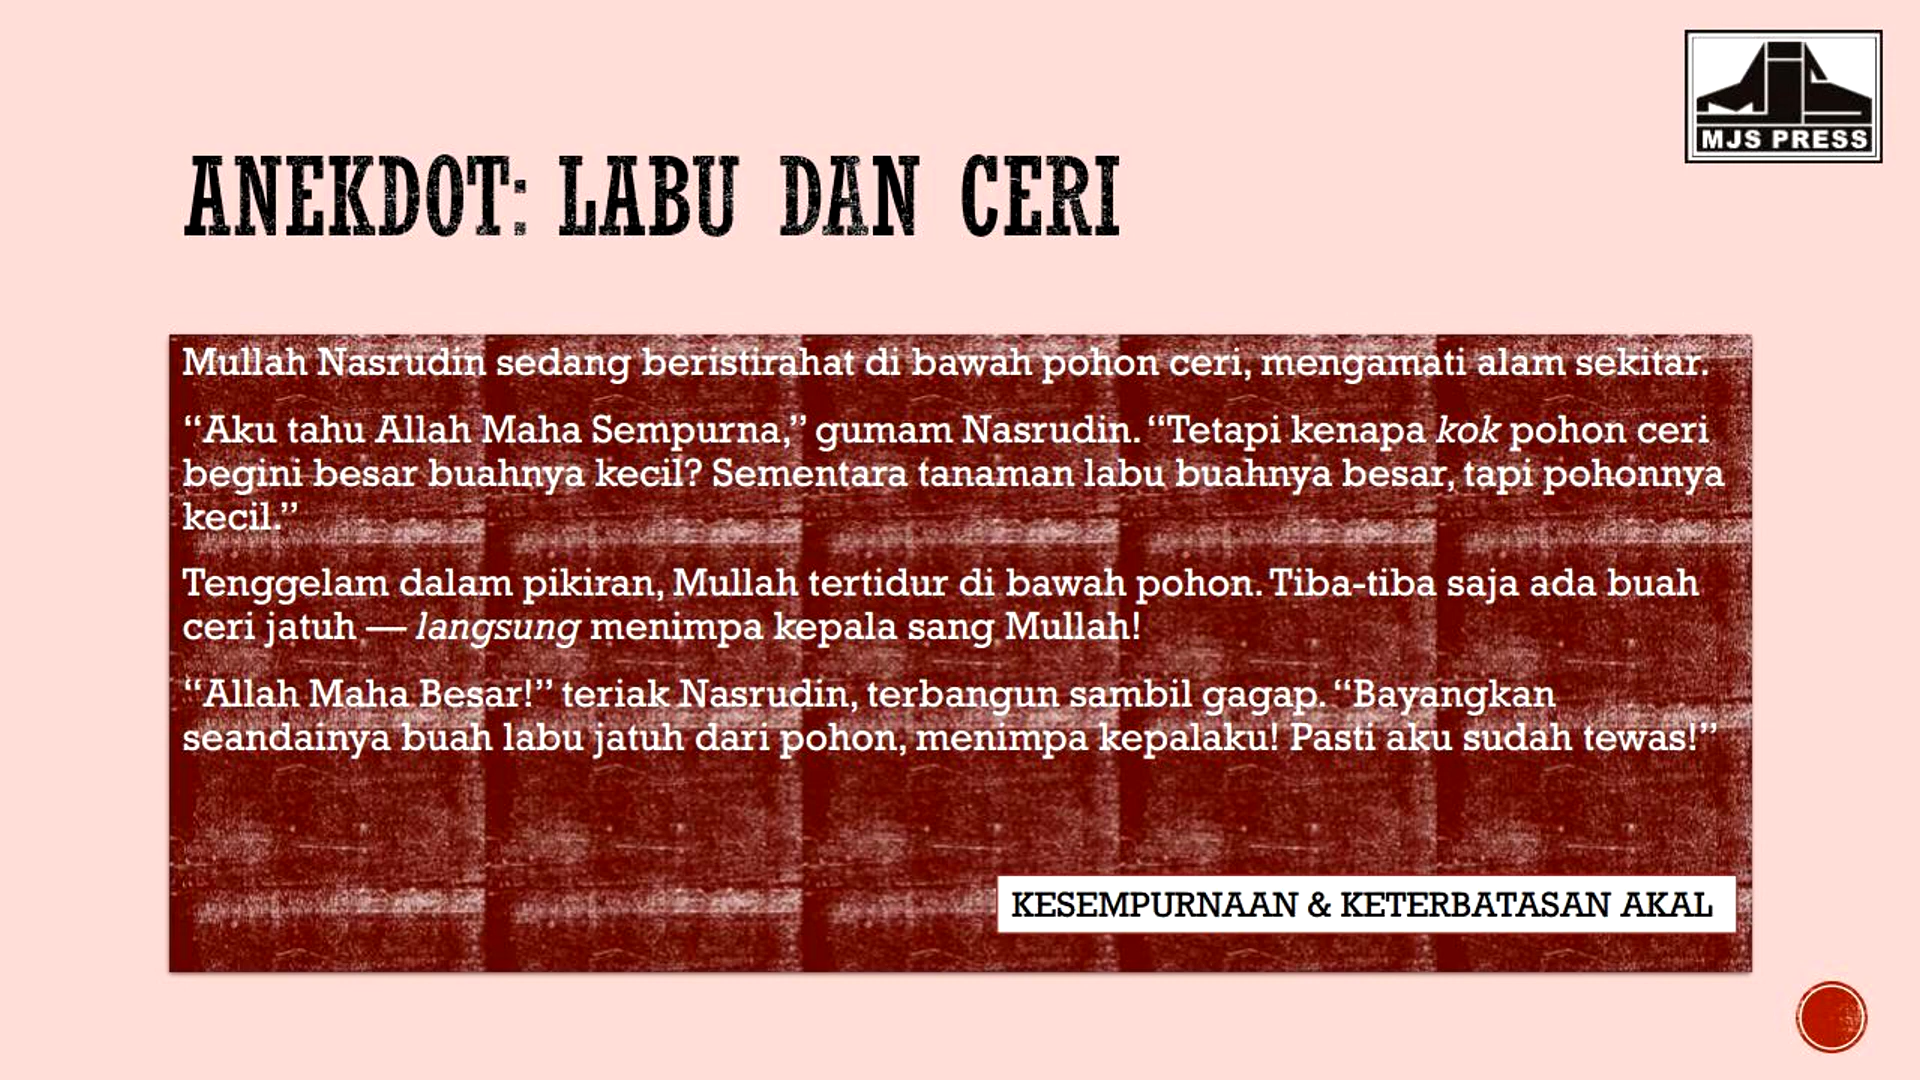 MJS PRESS
ANEKDOT: LABU DAN CERI
Mullah Nasrudin sedang beristirahat di bawah pohon ceri, mengamati alam sekitar.
“Aku tahu Allah Maha Sempurna,” gumam Nasrudin. “Tetapi kenapa kok pohon ceri
begini besar buahnya kecil? Sementara tanaman labu buahnya besar, tapi pohonnya
kecil.”
Tenggelam dalam pikiran, Mullah tertidur di bawah pohon. Tiba-tiba saja ada buah
ceri jatuh — langsung menimpa kepala sang Mullah!
“Allah Maha Besar!” teriak Nasrudin, terbangun sambil gagap. “Bayangkan
seandainya buah labu jatuh dari pohon, menimpa kepalaku! Pasti aku sudah tewas!”
KESEMPURNAAN & KETERBATASAN AKAL